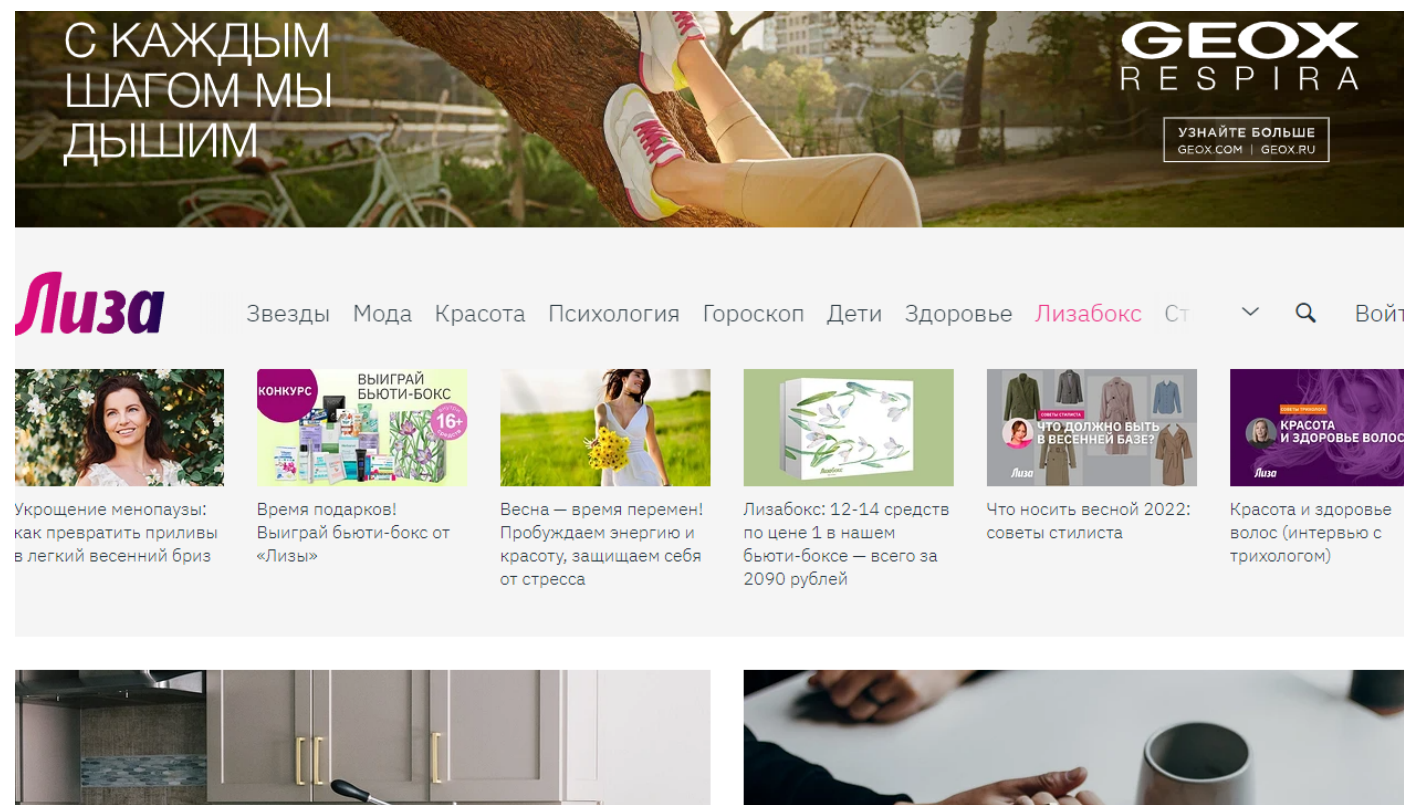 С КАЖДЫМ
ШАГОМ МЫ
ДЫШИМ
GEOX
RESPIRA
УЗНАЙТЕ БОЛЬШЕ
GEOX.COM | GEOX.RU
Лиза
Звезды Мода Красота Психология Гороскоп Дети Здоровье Лизабокс Ст Войт
КОНКУРС
ВЫИГРАЙ
БЬЮТИ-БОКС
внутри
16+
средств
ЛизаБокс
СОВЕТЫ СТИЛИСТА
ЧТО ДОЛЖНО БЫТЬ
В ВЕСЕННЕЙ БАЗЕ?
Лиза
СОВЕТЫ ТРИХОЛОГА
КРАСОТА
И ЗДОРОВЬЕ ВОЛОС
Лиза
Укрощение менопаузы:
как превратить приливы
в легкий весенний бриз
Время подарков!
Выиграй бьюти-бокс от
«Лизы»
Весна — время перемен!
Пробуждаем энергию и
красоту, защищаем себя
от стресса
Лизабокс: 12-14 средств
по цене 1 в нашем
бьюти-боксе — всего за
2090 рублей
Что носить весной 2022:
советы стилиста
Красота и здоровье
волос (интервью с
трихологом)